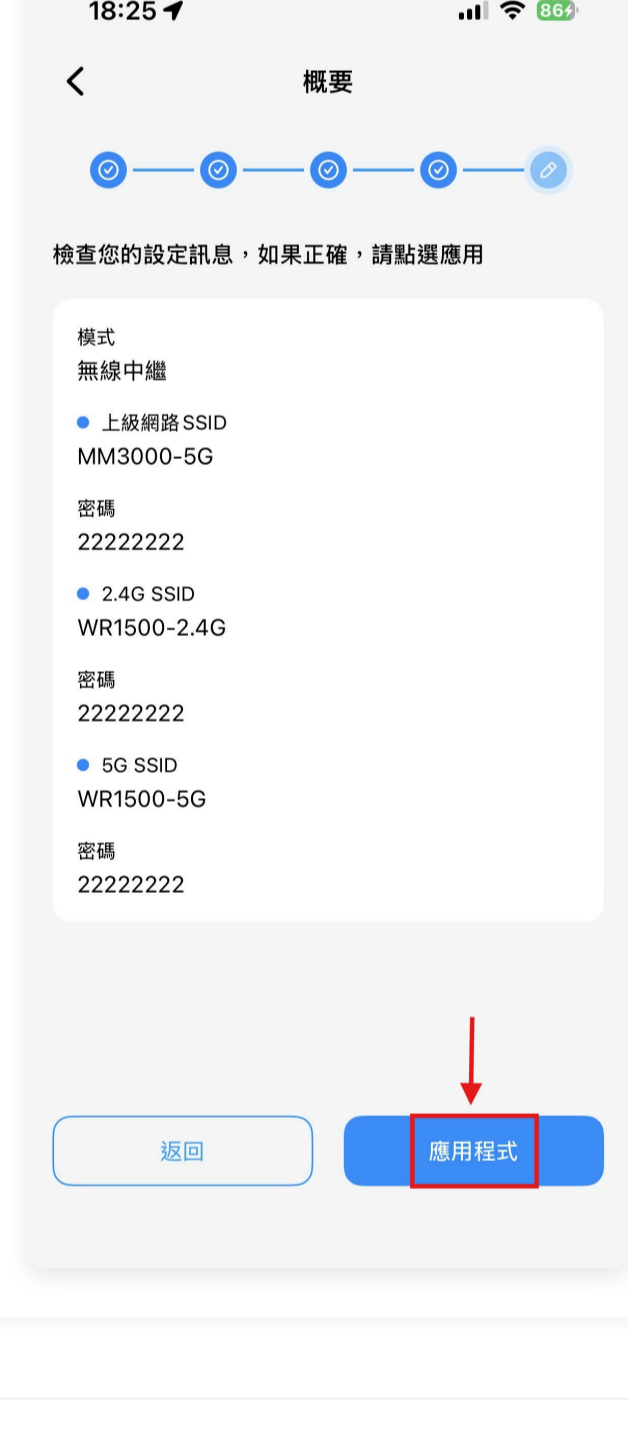 18:25
86
概要
檢查您的設定訊息，如果正確，請點選應用
模式
無線中繼
上級網路 SSID
MM3000-5G
密碼
22222222
2.4G SSID
WR1500-2.4G
密碼
22222222
5G SSID
WR1500-5G
密碼
22222222
返回
應用程式